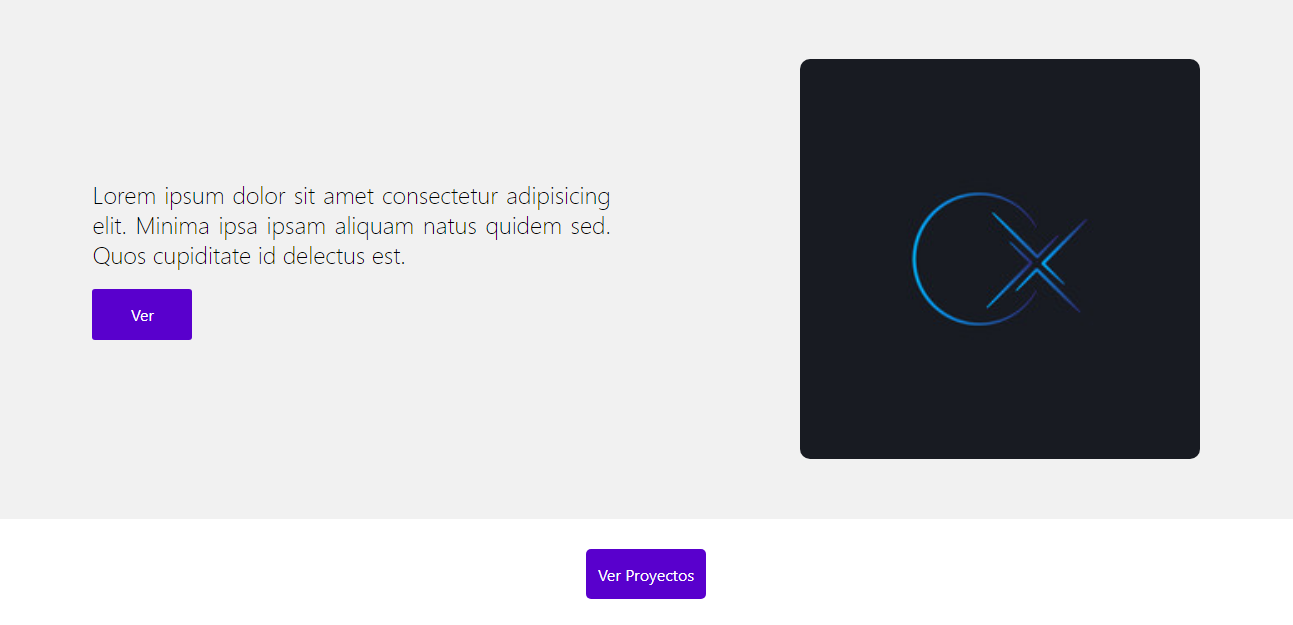 Lorem ipsum dolor sit amet consectetur adipisicing
elit. Minima ipsa ipsam aliquam natus quidem sed.
Quos cupiditate id delectus est.
Ver
Ver Proyectos